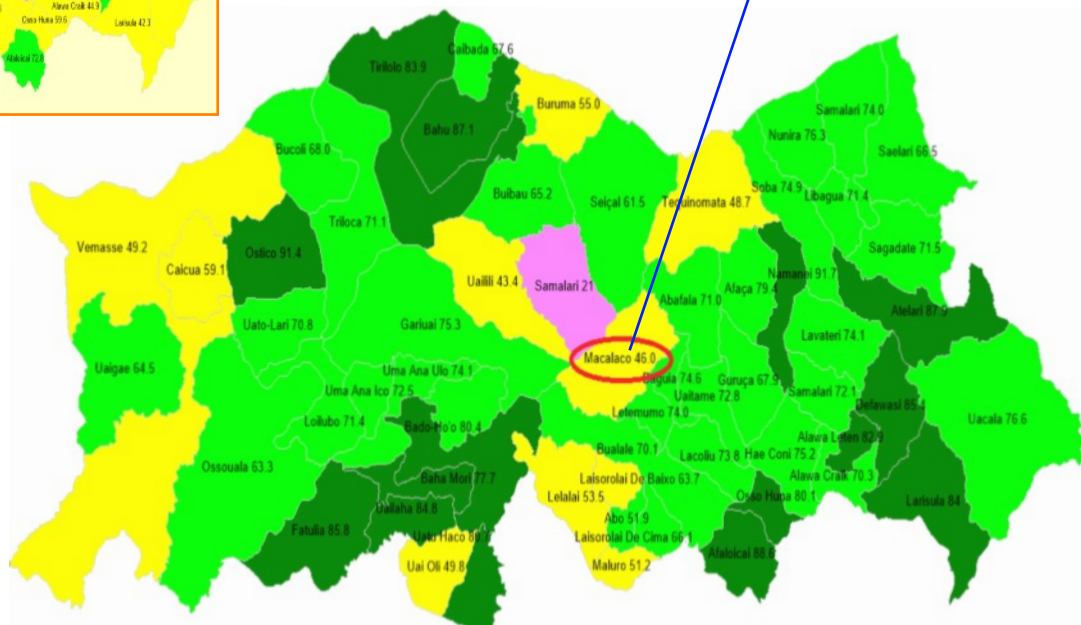 Alawa Craik 44.9
Osso Huna 59.6
Larisula 42.3
Afaloicai 72.8
Caibada 67.6
Tirilolo 83.9
Buruma 55.0
Samalari 74.0
Bahu 87.1
Nunira 76.3
Bucoli 68.0
Saelari 66.5
Buibau 65.2
Seiçal 61.5
Soba 74.9
Libagua 71.4
Tequinomata 48.7
Triloca 71.1
Vemasse 49.2
Ostico 91.4
Sagadate 71.5
Caicua 59.1
Uailili 43.4
Samalari 21
Namanei 91.7
Afaça 79.4
Abafala 71.0
Atelari 87.9
Uato-Lari 70.8
Gariuai 75.3
Lavateri 74.1
Macalaco 46.0
Uaigae 64.5
Uma Ana Ulo 74.1
Baguia 74.6
Guruça 67.9
Uma Ana Ico 72.5
Uaitame 72.8
Samalari 72.1
Defawasi 85.4
Letemumo 74.0
Loilubo 71.4
Bado-Ho'o 80.4
Uacala 76.6
Alawa Leten 82.9
Bualale 70.1
Lacoliu 73.8
Hae Coni 75.2
Ossouala 63.3
Baha Mori 77.7
Laisorolai De Baixo 63.7
Alawa Craik 70.3
Lelalai 53.5
Osso Huna 80.1
Larisula 84
Uailaha 84.8
Abo 51.9
Fatulia 85.8
Uatu Haco 80.
Laisorolai De Cima 66.1
Afaloicai 88.6
Uai Oli 49.8
Maluro 51.2